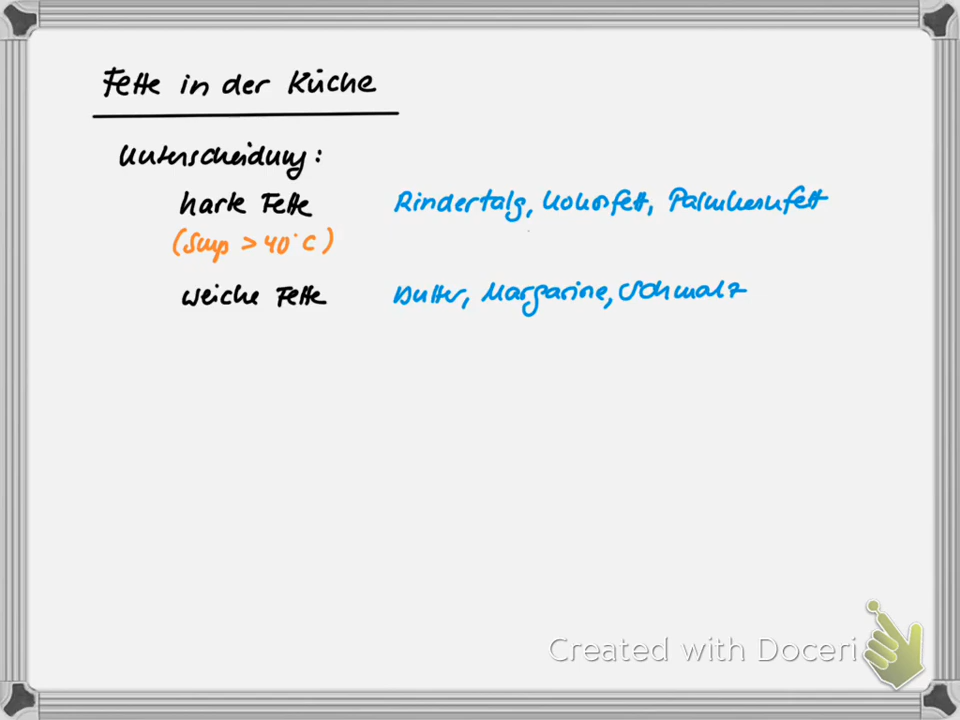 Fette in der Küche
Unterscheidung:
harte Fette Rindertalg, Kokosfett, Palmkernfett
(Smp > 40°C)
weiche Fette Butter, Margarine, Schmalz
Created with Doceri